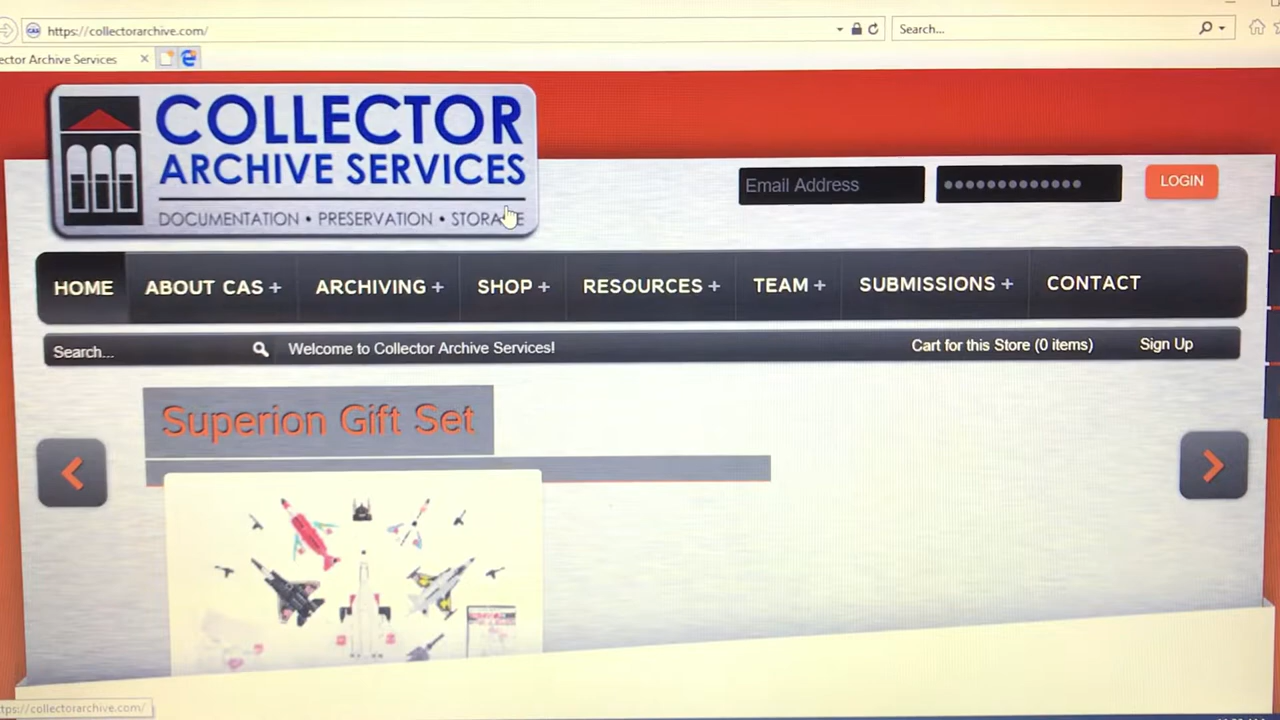 https://collectorarchive.com/
Search...
ector Archive Services
COLLECTOR
ARCHIVE SERVICES
DOCUMENTATION • PRESERVATION • STORAGE
Email Address
LOGIN
HOME
ABOUT CAS +
ARCHIVING +
SHOP +
RESOURCES +
TEAM +
SUBMISSIONS +
CONTACT
Search...
Welcome to Collector Archive Services!
Cart for this Store (0 items)
Sign Up
Superion Gift Set
ttps://collectorarchive.com/